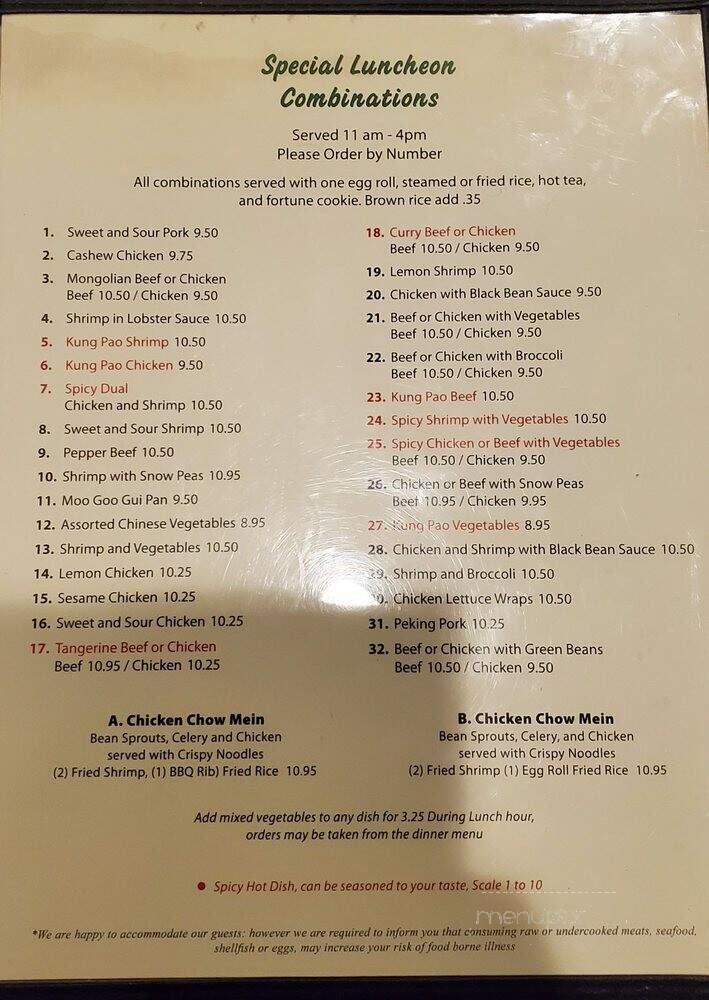 Special Luncheon
Combinations
Served 11 am - 4pm
Please Order by Number
All combinations served with one egg roll, steamed or fried rice, hot tea,
and fortune cookie. Brown rice add .35
1. Sweet and Sour Pork 9.50
2. Cashew Chicken 9.75
3. Mongolian Beef or Chicken
Beef 10.50 / Chicken 9.50
4. Shrimp in Lobster Sauce 10.50
5. Kung Pao Shrimp 10.50
6. Kung Pao Chicken 9.50
7. Spicy Dual
Chicken and Shrimp 10.50
8. Sweet and Sour Shrimp 10.50
9. Pepper Beef 10.50
10. Shrimp with Snow Peas 10.95
11. Moo Goo Gui Pan 9.50
12. Assorted Chinese Vegetables 8.95
13. Shrimp and Vegetables 10.50
14. Lemon Chicken 10.25
15. Sesame Chicken 10.25
16. Sweet and Sour Chicken 10.25
17. Tangerine Beef or Chicken
Beef 10.95 / Chicken 10.25
18. Curry Beef or Chicken
Beef 10.50 / Chicken 9.50
19. Lemon Shrimp 10.50
20. Chicken with Black Bean Sauce 9.50
21. Beef or Chicken with Vegetables
Beef 10.50 / Chicken 9.50
22. Beef or Chicken with Broccoli
Beef 10.50 / Chicken 9.50
23. Kung Pao Beef 10.50
24. Spicy Shrimp with Vegetables 10.50
25. Spicy Chicken or Beef with Vegetables
Beef 10.50 / Chicken 9.50
26. Chicken or Beef with Snow Peas
Beef 10.95 / Chicken 9.95
27. Kung Pao Vegetables 8.95
28. Chicken and Shrimp with Black Bean Sauce 10.50
29. Shrimp and Broccoli 10.50
30. Chicken Lettuce Wraps 10.50
31. Peking Pork 10.25
32. Beef or Chicken with Green Beans
Beef 10.50 / Chicken 9.50
A. Chicken Chow Mein
Bean Sprouts, Celery and Chicken
served with Crispy Noodles
(2) Fried Shrimp, (1) BBQ Rib) Fried Rice 10.95
B. Chicken Chow Mein
Bean Sprouts, Celery, and Chicken
served with Crispy Noodles
(2) Fried Shrimp (1) Egg Roll Fried Rice 10.95
Add mixed vegetables to any dish for 3.25 During Lunch hour,
orders may be taken from the dinner menu
● Spicy Hot Dish, can be seasoned to your taste, Scale 1 to 10
*We are happy to accommodate our guests: however we are required to inform you that consuming raw or undercooked meats, seafood,
shellfish or eggs, may increase your risk of food borne illness